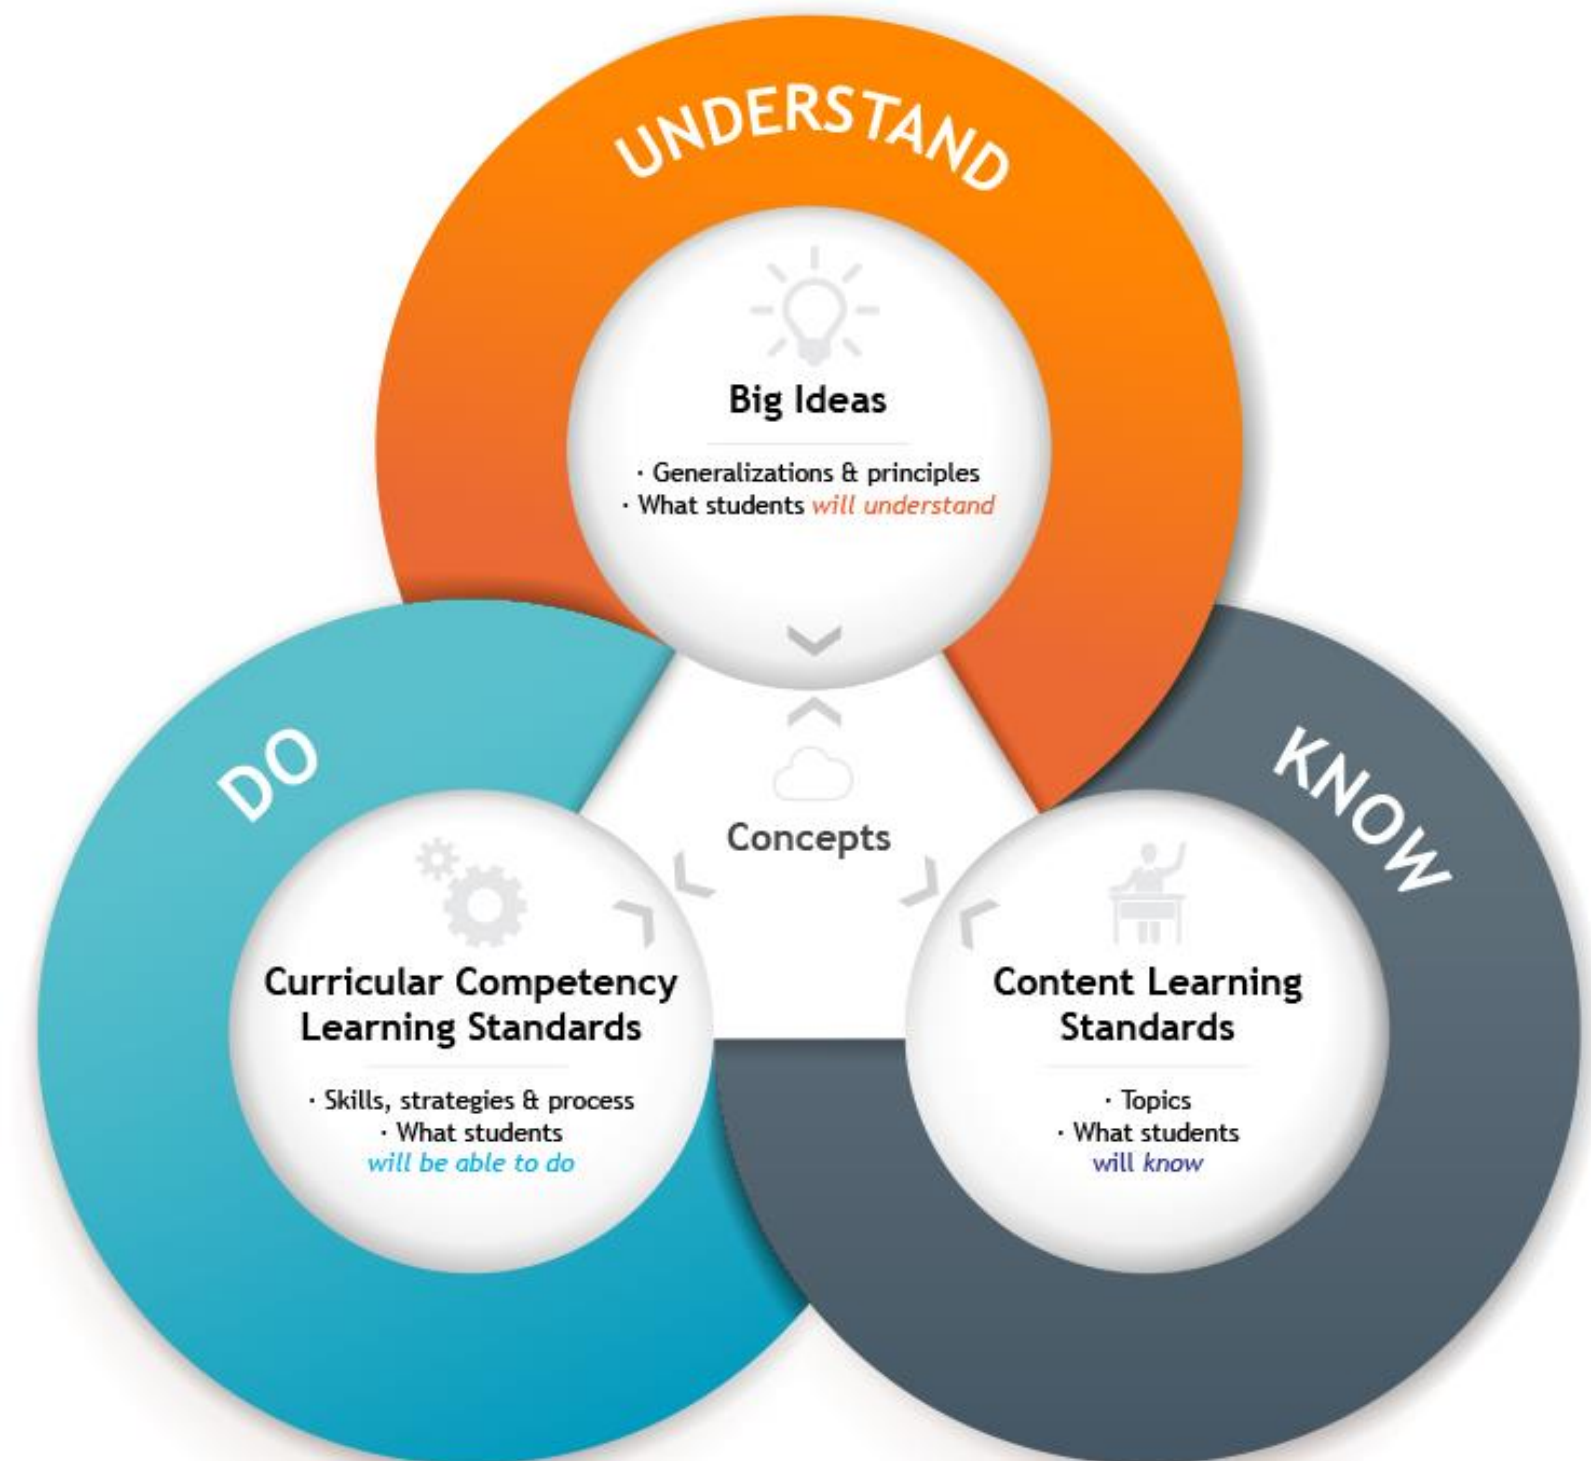 UNDERSTAND
Big Ideas
· Generalizations & principles
· What students will understand
DO
KNOW
Concepts
Curricular Competency
Learning Standards
· Skills, strategies & process
· What students
will be able to do
Content Learning
Standards
· Topics
· What students
will know